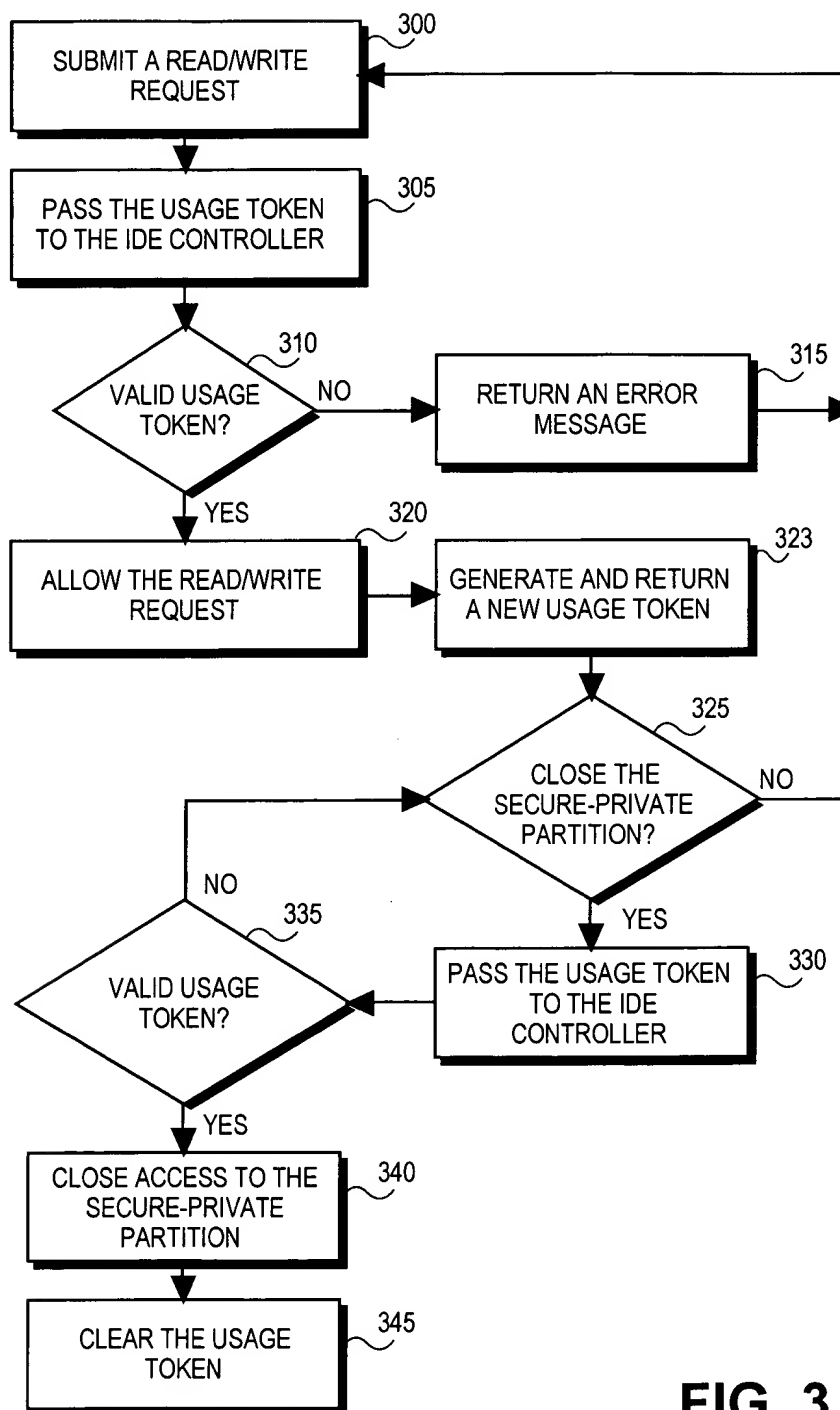 300
SUBMIT A READ/WRITE
REQUEST
305
PASS THE USAGE TOKEN
TO THE IDE CONTROLLER
310
VALID USAGE
TOKEN?
NO
315
RETURN AN ERROR
MESSAGE
YES
320
ALLOW THE READ/WRITE
REQUEST
323
GENERATE AND RETURN
A NEW USAGE TOKEN
325
CLOSE THE
SECURE-PRIVATE
PARTITION?
NO
NO
YES
335
VALID USAGE
TOKEN?
330
PASS THE USAGE TOKEN
TO THE IDE
CONTROLLER
YES
340
CLOSE ACCESS TO THE
SECURE-PRIVATE
PARTITION
345
CLEAR THE USAGE
TOKEN
FIG. 3